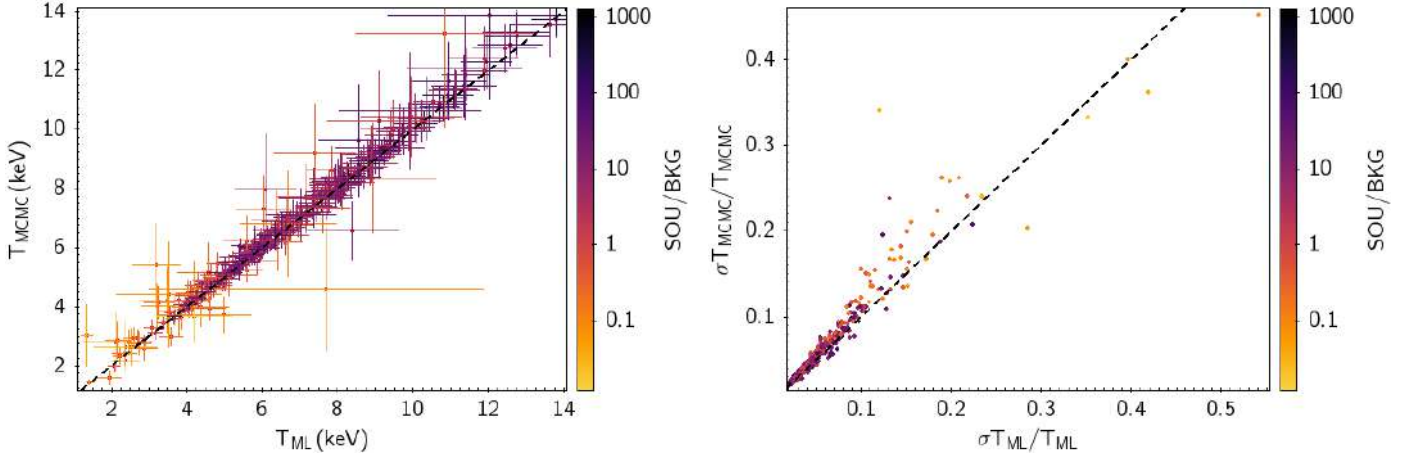 14
12
10
8
6
4
2
T_MCMC (keV)
2 4 6 8 10 12 14
T_ML (keV)
1000
100
10
1
0.1
SOU/BKG
0.4
0.3
0.2
0.1
σT_MCMC/T_MCMC
0.1 0.2 0.3 0.4 0.5
σT_ML/T_ML
1000
100
10
1
0.1
SOU/BKG